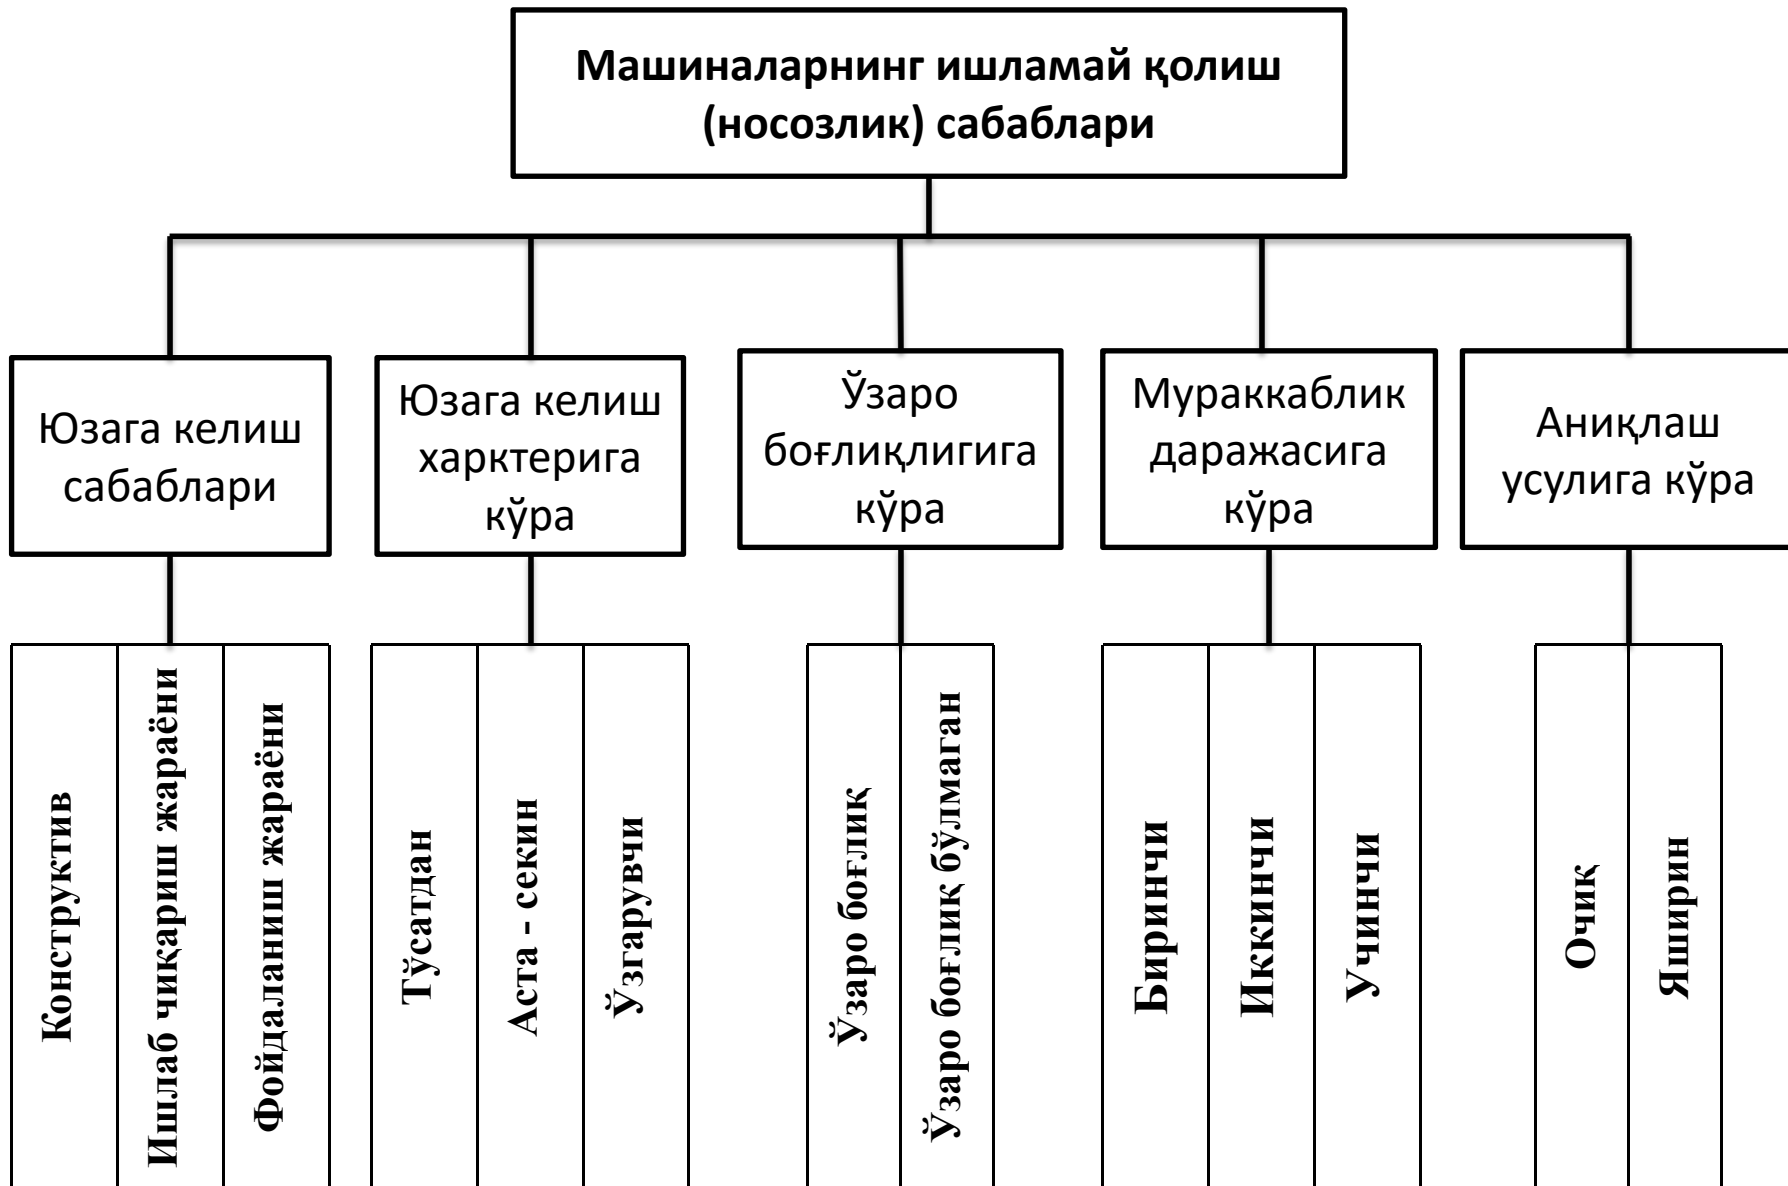 Машиналарнинг ишламай қолиш
(носозлик) сабаблари
Юзага келиш
сабаблари
Юзага келиш
харктерига
кўра
Ўзаро
боғлиқлигига
кўра
Мураккаблик
даражасига
кўра
Аниқлаш
усулига кўра
Конструктив
Ишлаб чиқариш жараёни
Фойдаланиш жараёни
Тўсатдан
Аста - секин
Ўзгарувчи
Ўзаро боғлиқ
Ўзаро боғлиқ бўлмаган
Биринчи
Иккинчи
Учинчи
Очиқ
Яширин